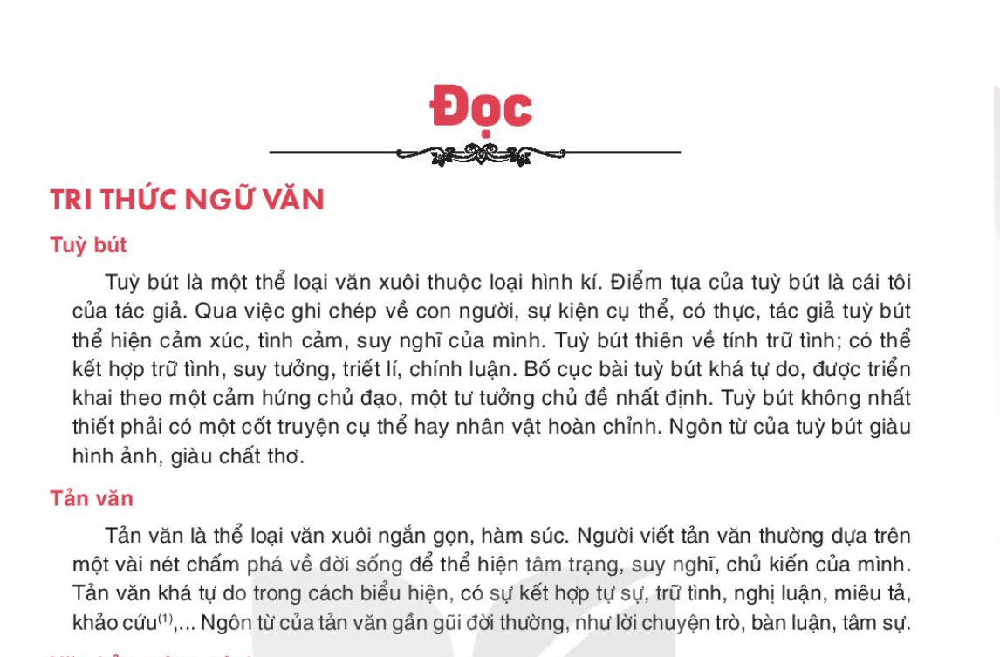 Đọc
TRI THỨC NGỮ VĂN
Tuỳ bút
Tuỳ bút là một thể loại văn xuôi thuộc loại hình kí. Điểm tựa của tuỳ bút là cái tôi
của tác giả. Qua việc ghi chép về con người, sự kiện cụ thể, có thực, tác giả tuỳ bút
thể hiện cảm xúc, tình cảm, suy nghĩ của mình. Tuỳ bút thiên về tính trữ tình; có thể
kết hợp trữ tình, suy tưởng, triết lí, chính luận. Bố cục bài tuỳ bút khá tự do, được triển
khai theo một cảm hứng chủ đạo, một tư tưởng chủ đề nhất định. Tuỳ bút không nhất
thiết phải có một cốt truyện cụ thể hay nhân vật hoàn chỉnh. Ngôn từ của tuỳ bút giàu
hình ảnh, giàu chất thơ.
Tản văn
Tản văn là thể loại văn xuôi ngắn gọn, hàm súc. Người viết tản văn thường dựa trên
một vài nét chấm phá về đời sống để thể hiện tâm trạng, suy nghĩ, chủ kiến của mình.
Tản văn khá tự do trong cách biểu hiện, có sự kết hợp tự sự, trữ tình, nghị luận, miêu tả,
khảo cứu⁽¹⁾,... Ngôn từ của tản văn gần gũi đời thường, như lời chuyện trò, bàn luận, tâm sự.